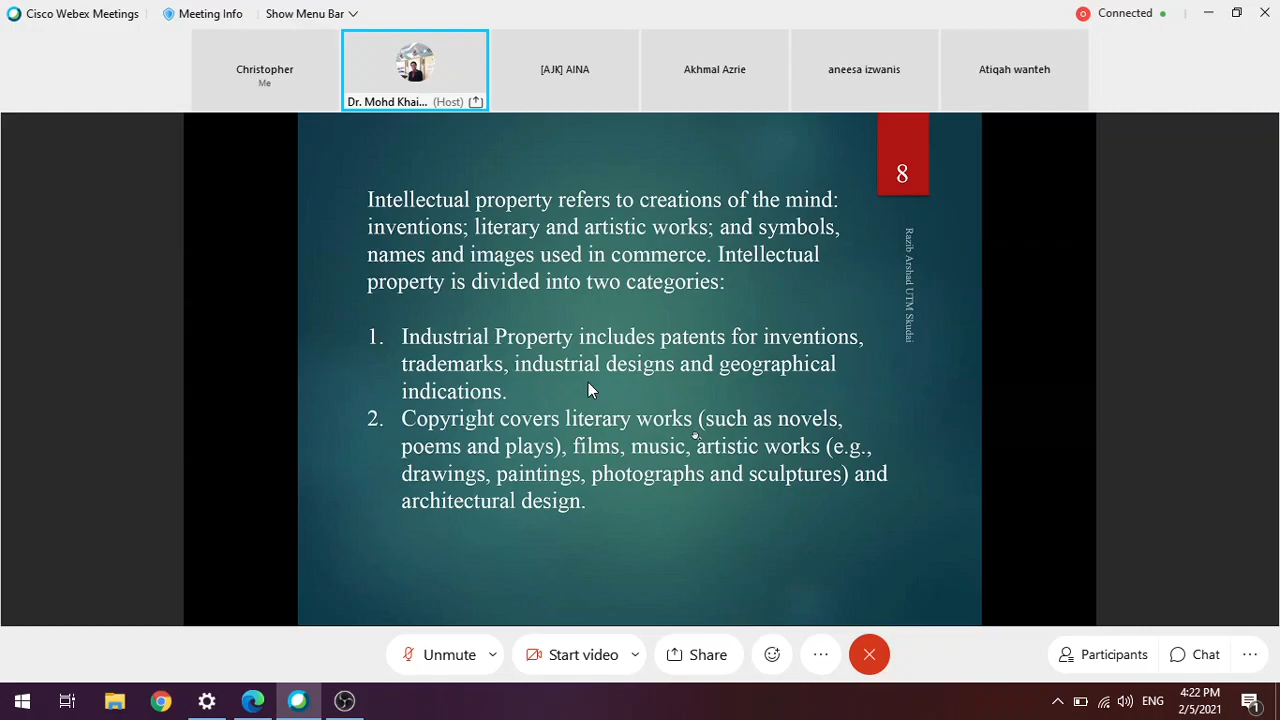 Cisco Webex Meetings
Meeting Info
Show Menu Bar
Connected
Christopher
Me
Dr. Mohd Khai... (Host)
[AJK] AINA
Akhmal Azrie
aneesa izwanis
Atiqah wanteh
8
Razib Arshad UTM Skudai
Intellectual property refers to creations of the mind:
inventions; literary and artistic works; and symbols,
names and images used in commerce. Intellectual
property is divided into two categories:
1. Industrial Property includes patents for inventions,
trademarks, industrial designs and geographical
indications.
2. Copyright covers literary works (such as novels,
poems and plays), films, music, artistic works (e.g.,
drawings, paintings, photographs and sculptures) and
architectural design.
Unmute
Start video
Share
Participants
Chat
ENG
4:22 PM
2/5/2021
1